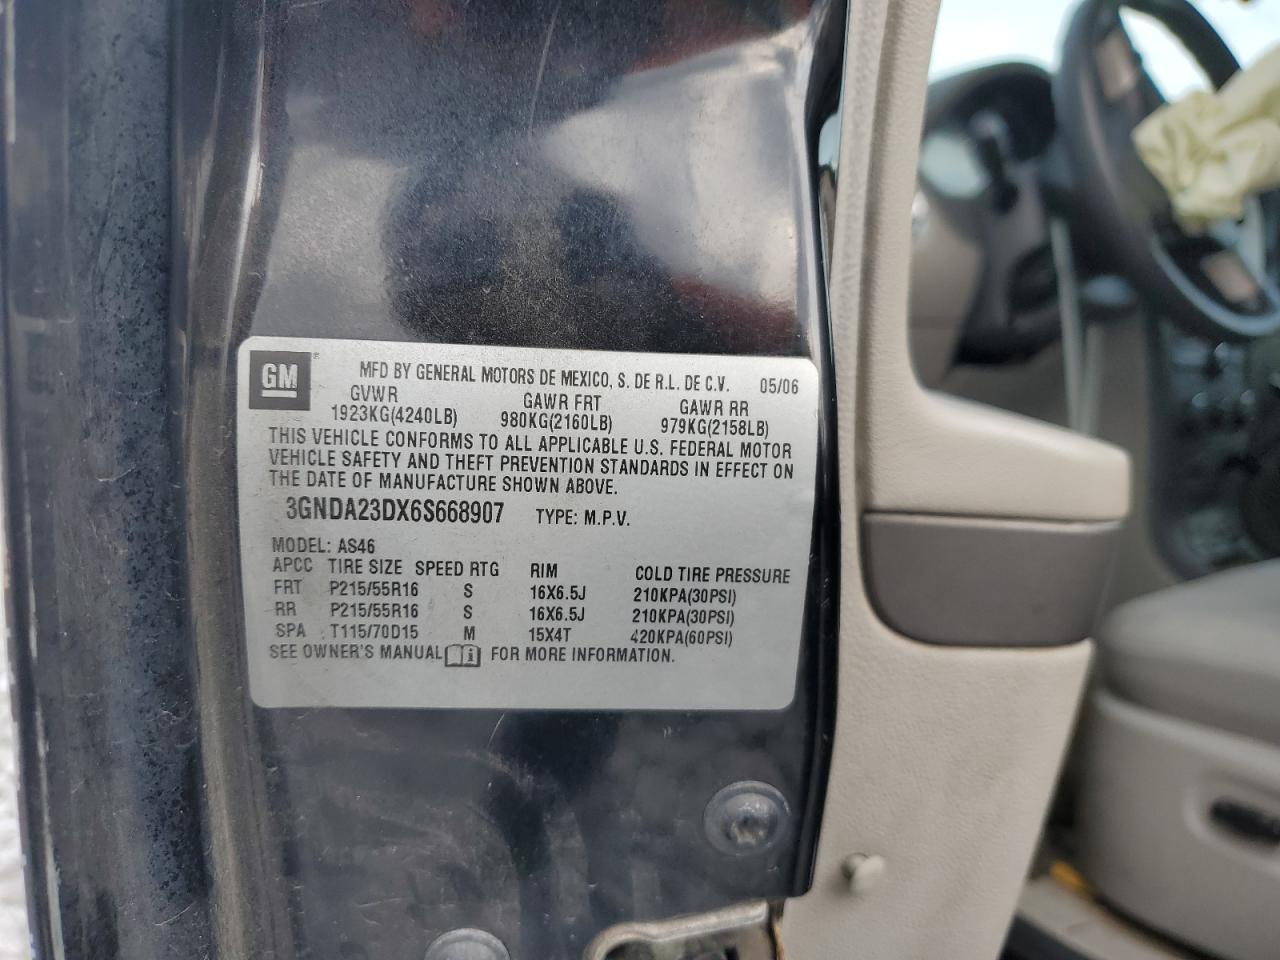 GM ®
MFD BY GENERAL MOTORS DE MEXICO, S. DE R.L. DE C.V. 05/06
GVWR GAWR FRT GAWR RR
1923KG(4240LB) 980KG(2160LB) 979KG(2158LB)
THIS VEHICLE CONFORMS TO ALL APPLICABLE U.S. FEDERAL MOTOR
VEHICLE SAFETY AND THEFT PREVENTION STANDARDS IN EFFECT ON
THE DATE OF MANUFACTURE SHOWN ABOVE.
3GNDA23DX6S668907 TYPE: M.P.V.
MODEL: AS46
APCC TIRE SIZE SPEED RTG RIM COLD TIRE PRESSURE
FRT P215/55R16 S 16X6.5J 210KPA(30PSI)
RR P215/55R16 S 16X6.5J 210KPA(30PSI)
SPA T115/70D15 M 15X4T 420KPA(60PSI)
SEE OWNER'S MANUAL i FOR MORE INFORMATION.